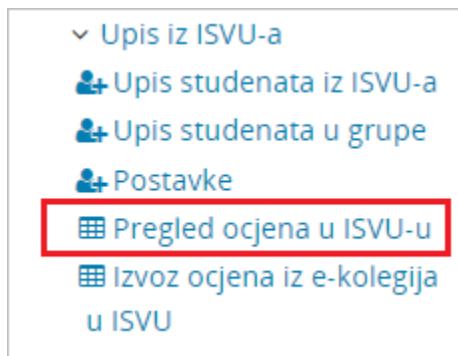 Upis iz ISVU-a
Upis studenata iz ISVU-a
Upis studenata u grupe
Postavke
Pregled ocjena u ISVU-u
Izvoz ocjena iz e-kolegija
u ISVU